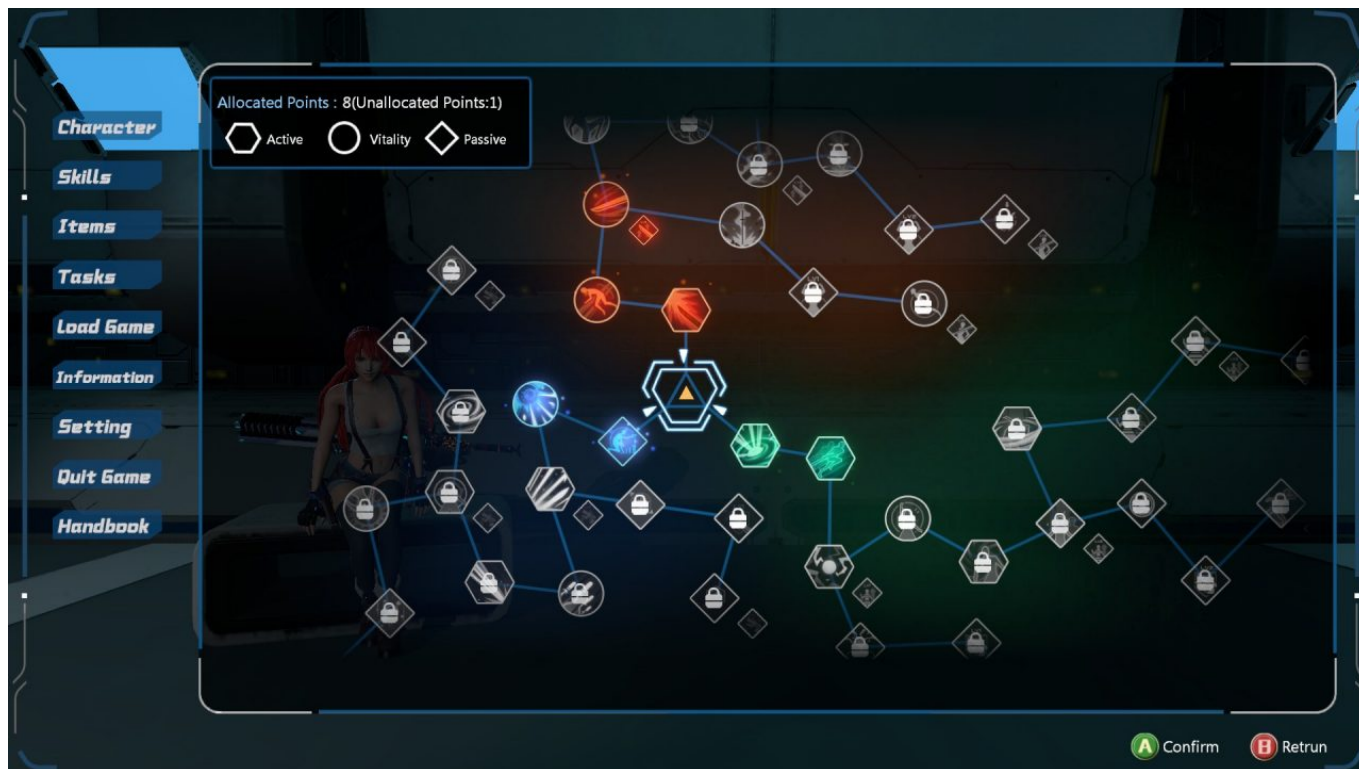 Allocated Points : 8(Unallocated Points:1)
Active Vitality Passive
Character
Skills
Items
Tasks
Load Game
Information
Setting
Quit Game
Handbook
A Confirm B Retrun